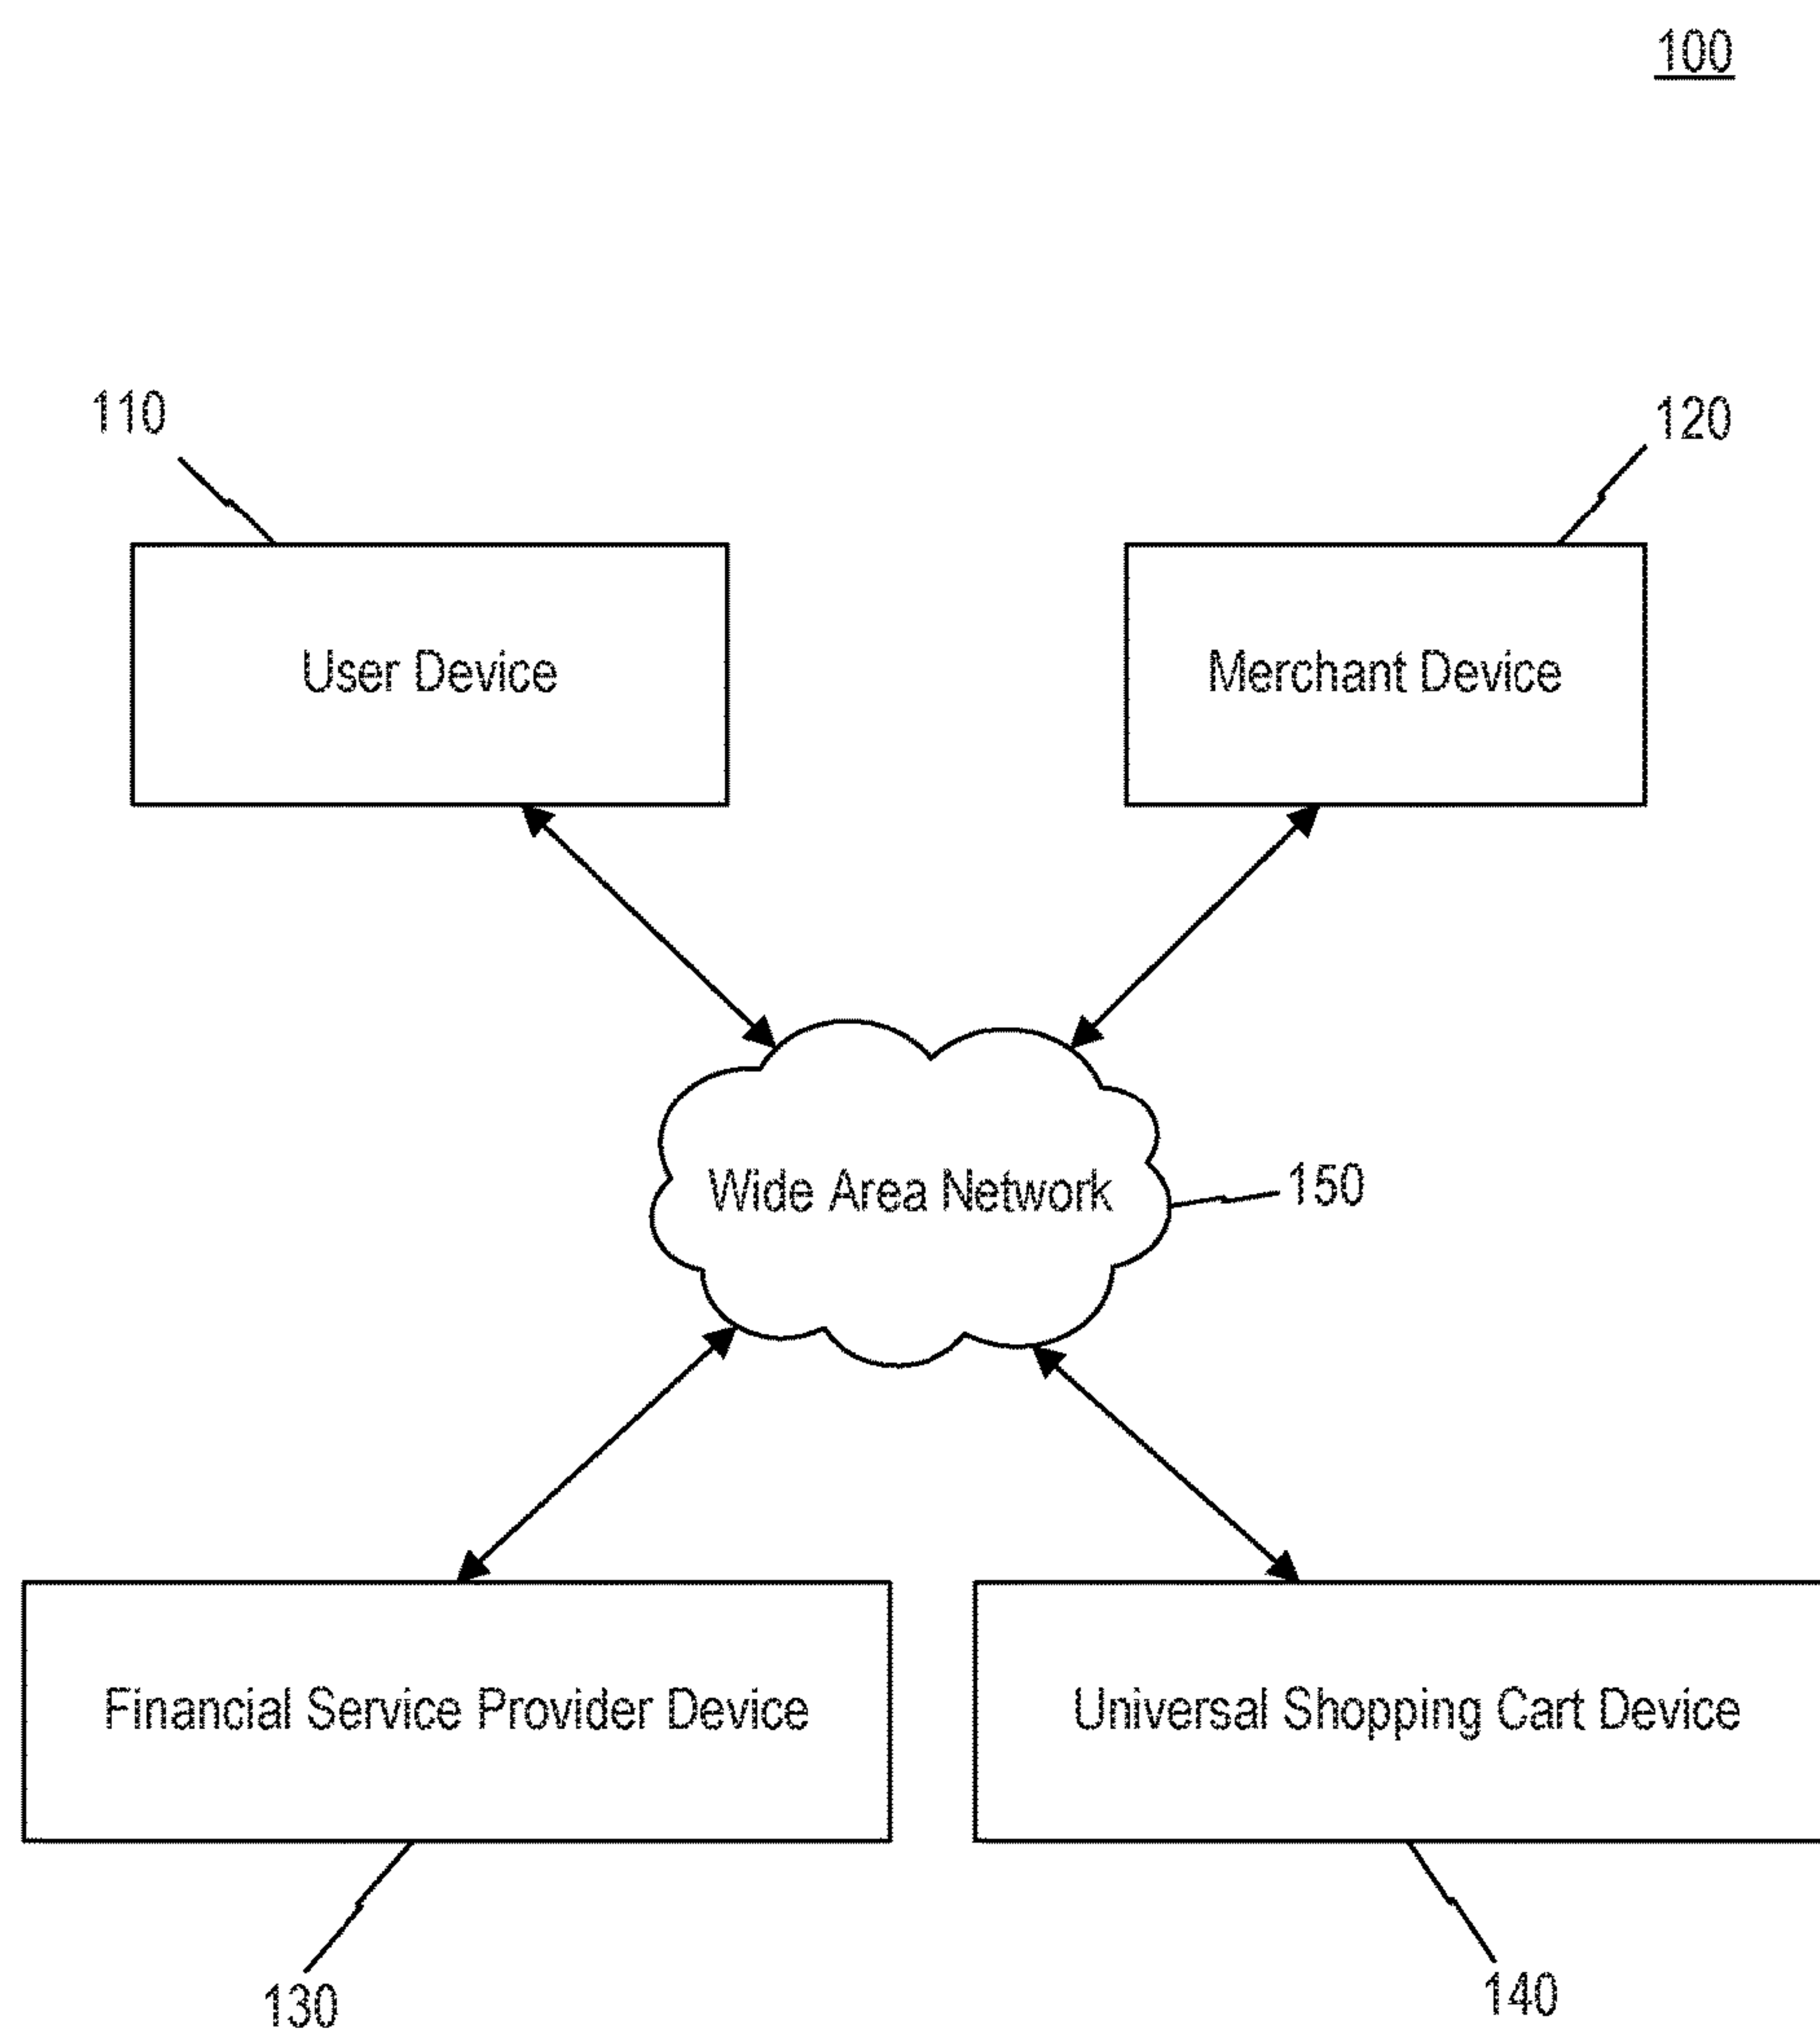 100
110
120
User Device
Merchant Device
Wide Area Network
150
Financial Service Provider Device
Universal Shopping Cart Device
130
140